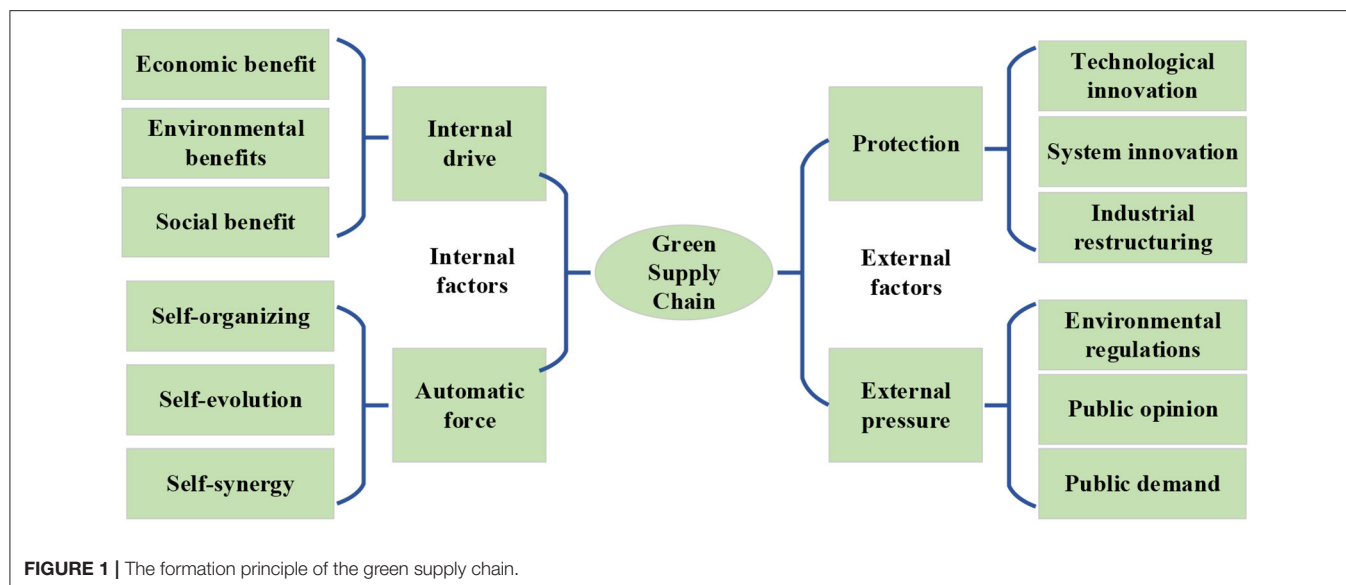 Economic benefit
Environmental
benefits
Social benefit
Self-organizing
Self-evolution
Self-synergy
Internal
drive
Internal
factors
Automatic
force
Green
Supply
Chain
Protection
External
factors
External
pressure
Technological
innovation
System innovation
Industrial
restructuring
Environmental
regulations
Public opinion
Public demand
FIGURE 1 | The formation principle of the green supply chain.